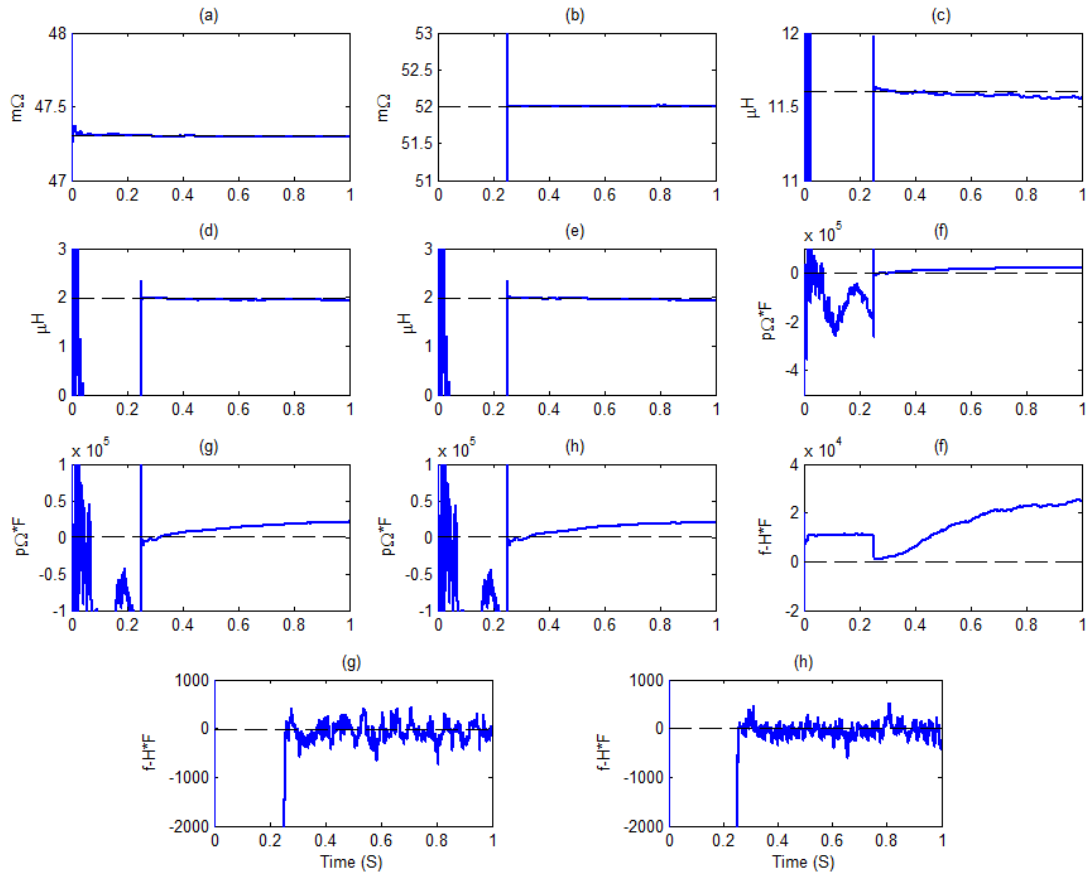 (a)
48
47.5
47
mΩ
0 0.2 0.4 0.6 0.8 1
(b)
53
52.5
52
51.5
51
mΩ
0 0.2 0.4 0.6 0.8 1
(c)
12
11.5
11
μH
0 0.2 0.4 0.6 0.8 1
(d)
3
2
1
0
μH
0 0.2 0.4 0.6 0.8 1
(e)
3
2
1
0
μH
0 0.2 0.4 0.6 0.8 1
(f)
x 10^5
0
-2
-4
pΩ*F
0 0.2 0.4 0.6 0.8 1
(g)
x 10^5
1
0.5
0
-0.5
-1
pΩ*F
0 0.2 0.4 0.6 0.8 1
(h)
x 10^5
1
0.5
0
-0.5
-1
pΩ*F
0 0.2 0.4 0.6 0.8 1
(f)
x 10^4
4
2
0
-2
f-H*F
0 0.2 0.4 0.6 0.8 1
(g)
1000
0
-1000
-2000
f-H*F
0 0.2 0.4 0.6 0.8 1
Time (S)
(h)
1000
0
-1000
-2000
f-H*F
0 0.2 0.4 0.6 0.8 1
Time (S)